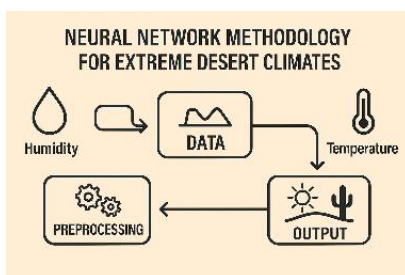 NEURAL NETWORK METHODOLOGY
FOR EXTREME DESERT CLIMATES
Humidity
DATA
Temperature
PREPROCESSING
OUTPUT